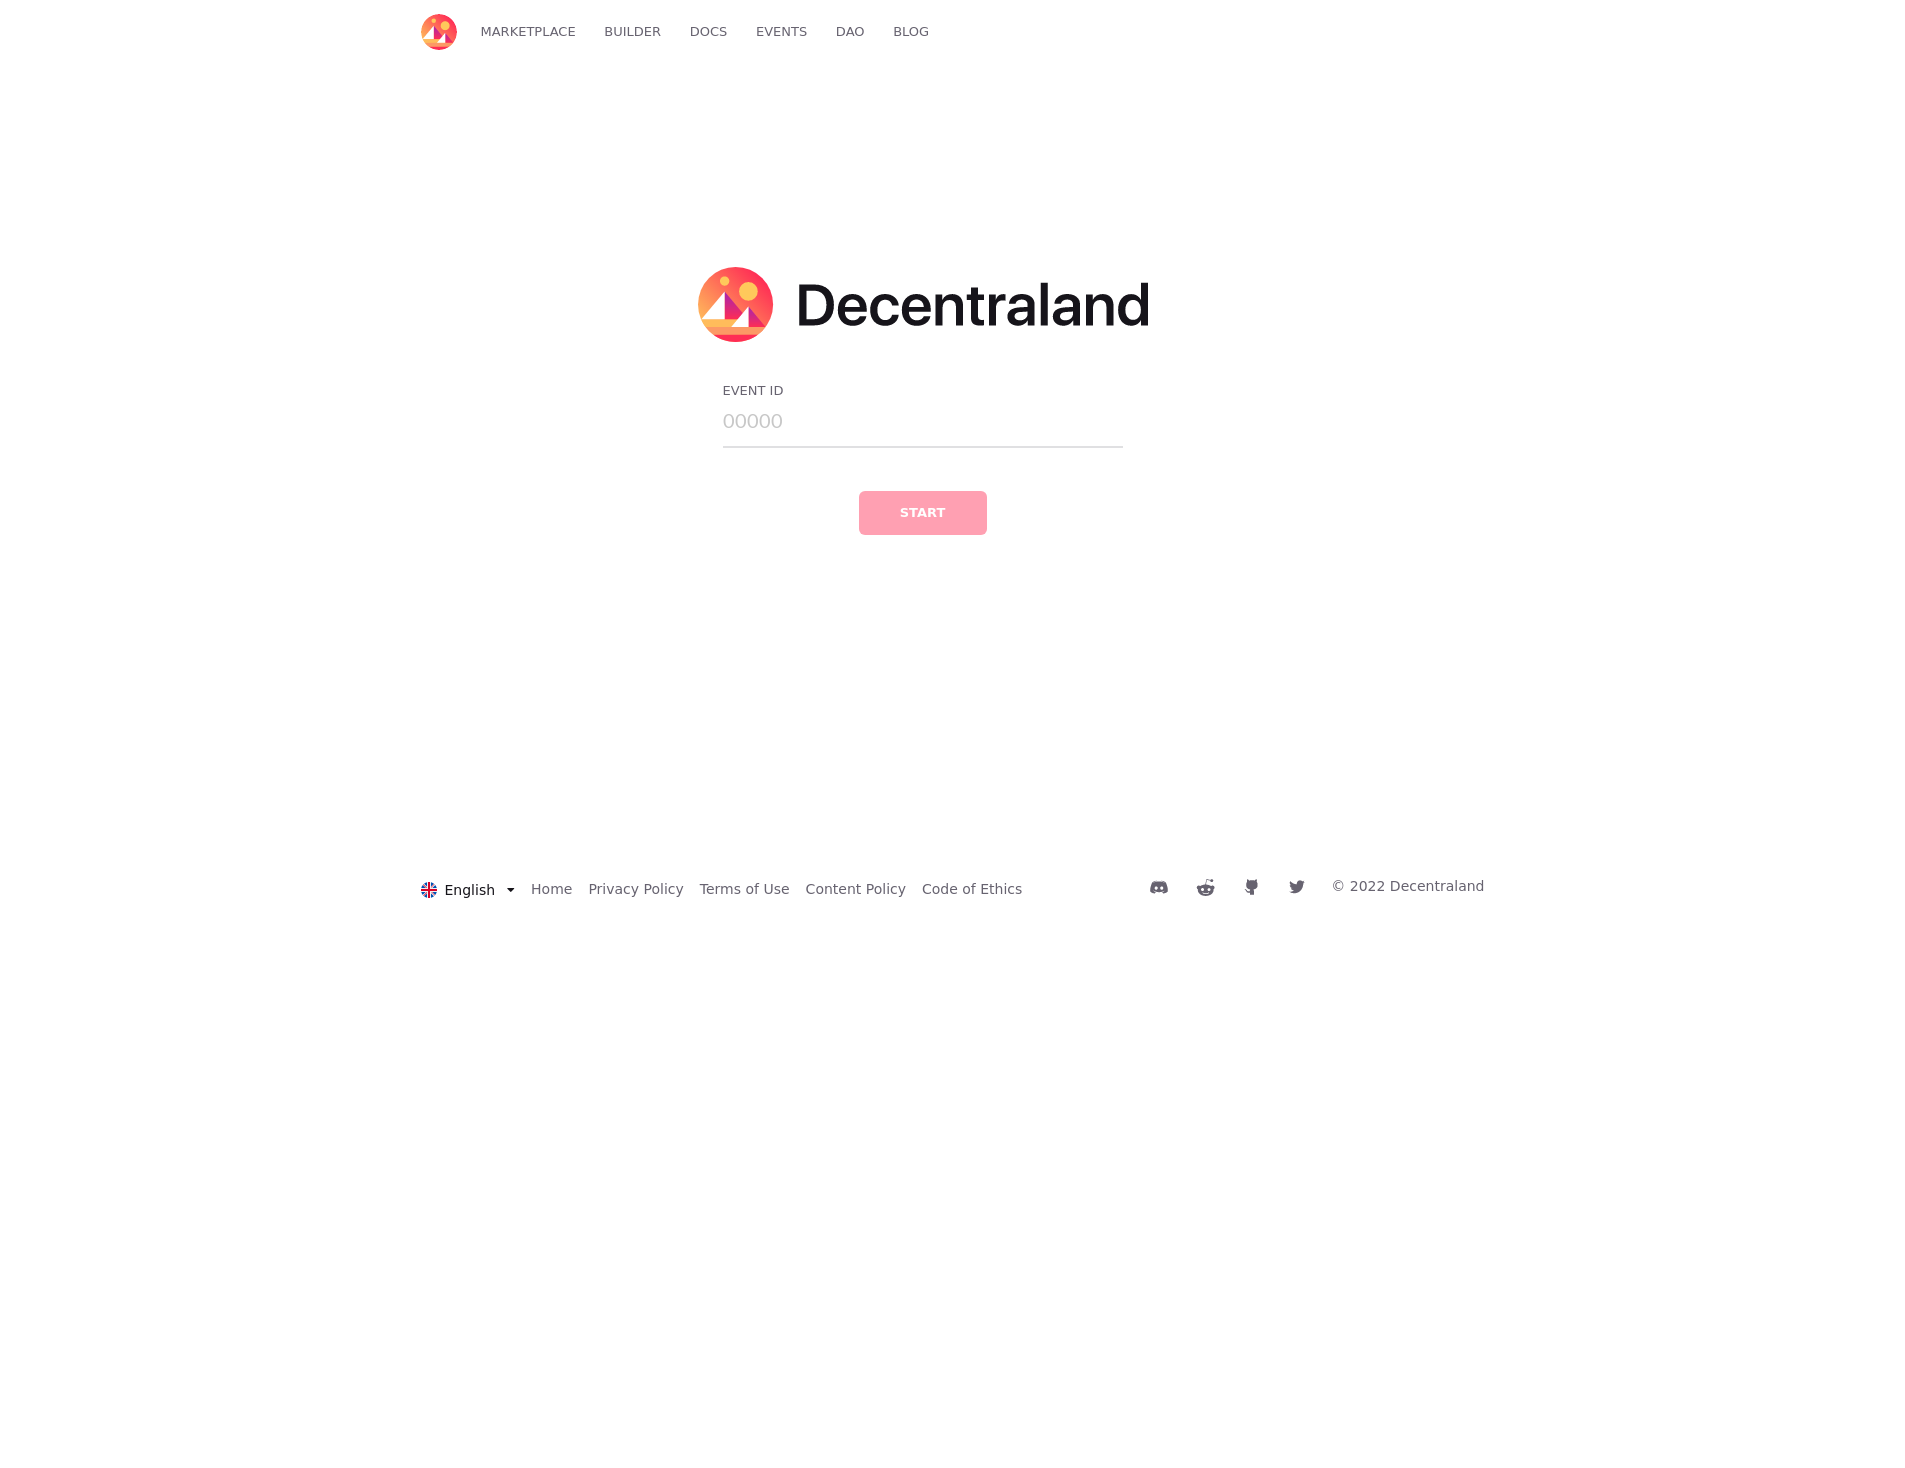 MARKETPLACE BUILDER DOCS EVENTS DAO BLOG
Decentraland
EVENT ID
00000
START
English Home Privacy Policy Terms of Use Content Policy Code of Ethics © 2022 Decentraland